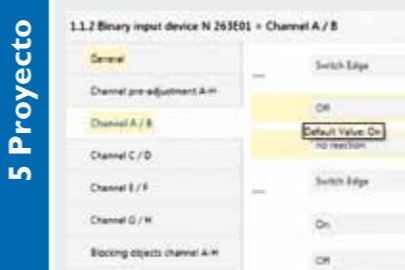 5 Proyecto
1.1.2 Binary input device N 263E01 > Channel A / B
General
Channel pre-adjustment A-H
Channel A / B
Channel C / D
Channel E / F
Channel G / H
Blocking objects channel A-H
Switch Edge
Off
Default Value: On
no reaction
Switch Edge
On
Off